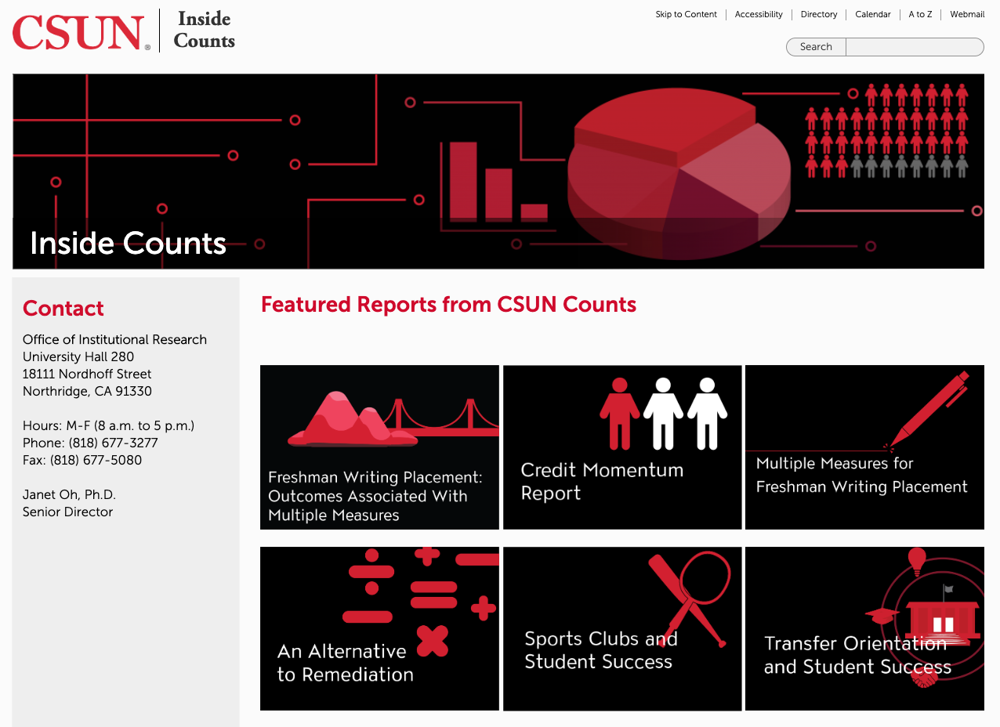 CSUN®
Inside
Counts
Skip to Content
Accessibility
Directory
Calendar
A to Z
Webmail
Search
Inside Counts
Contact
Office of Institutional Research
University Hall 280
18111 Nordhoff Street
Northridge, CA 91330
Hours: M-F (8 a.m. to 5 p.m.)
Phone: (818) 677-3277
Fax: (818) 677-5080
Janet Oh, Ph.D.
Senior Director
Featured Reports from CSUN Counts
Freshman Writing Placement:
Outcomes Associated With
Multiple Measures
Credit Momentum
Report
Multiple Measures for
Freshman Writing Placement
An Alternative
to Remediation
Sports Clubs and
Student Success
Transfer Orientation
and Student Success